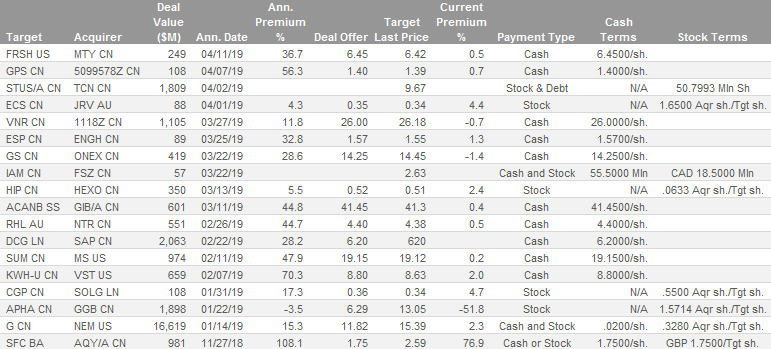 Target Acquirer Deal Value ($M) Ann. Date Ann. Premium % Deal Offer Target Last Price Current Premium % Payment Type Cash Terms Stock Terms
FRSH US MTY CN 249 04/11/19 36.7 6.45 6.42 0.5 Cash 6.4500/sh.
GPS CN 5099578Z CN 108 04/07/19 56.3 1.40 1.39 0.7 Cash 1.4000/sh.
STUS/A CN TCN CN 1,809 04/02/19 9.67 Stock & Debt N/A 50.7993 Mln Sh
ECS CN JRV AU 88 04/01/19 4.3 0.35 0.34 4.4 Stock N/A 1.6500 Aqr sh./Tgt sh.
VNR CN 1118Z CN 1,105 03/27/19 11.8 26.00 26.18 -0.7 Cash 26.0000/sh.
ESP CN ENGH CN 89 03/25/19 32.8 1.57 1.55 1.3 Cash 1.5700/sh.
GS CN ONEX CN 419 03/22/19 28.6 14.25 14.45 -1.4 Cash 14.2500/sh.
IAM CN FSZ CN 57 03/22/19 2.63 Cash and Stock 55.5000 Mln CAD 18.5000 Mln
HIP CN HEXO CN 350 03/13/19 5.5 0.52 0.51 2.4 Stock N/A .0633 Aqr sh./Tgt sh.
ACANB SS GIB/A CN 601 03/11/19 44.8 41.45 41.3 0.4 Cash 41.4500/sh.
RHL AU NTR CN 551 02/26/19 44.7 4.40 4.38 0.5 Cash 4.4000/sh.
DCG LN SAP CN 2,063 02/22/19 28.2 6.20 620 Cash 6.2000/sh.
SUM CN MS US 974 02/11/19 47.9 19.15 19.12 0.2 Cash 19.1500/sh.
KWH-U CN VST US 659 02/07/19 70.3 8.80 8.63 2.0 Cash 8.8000/sh.
CGP CN SOLG LN 108 01/31/19 17.3 0.36 0.34 4.7 Stock N/A .5500 Aqr sh./Tgt sh.
APHA CN GGB CN 1,898 01/22/19 -3.5 6.29 13.05 -51.8 Stock N/A 1.5714 Aqr sh./Tgt sh.
G CN NEM US 16,619 01/14/19 15.3 11.82 15.39 2.3 Cash and Stock .0200/sh. .3280 Aqr sh./Tgt sh.
SFC BA AQY/A CN 981 11/27/18 108.1 1.75 2.59 76.9 Cash or Stock 1.7500/sh. GBP 1.7500/Tgt sh.